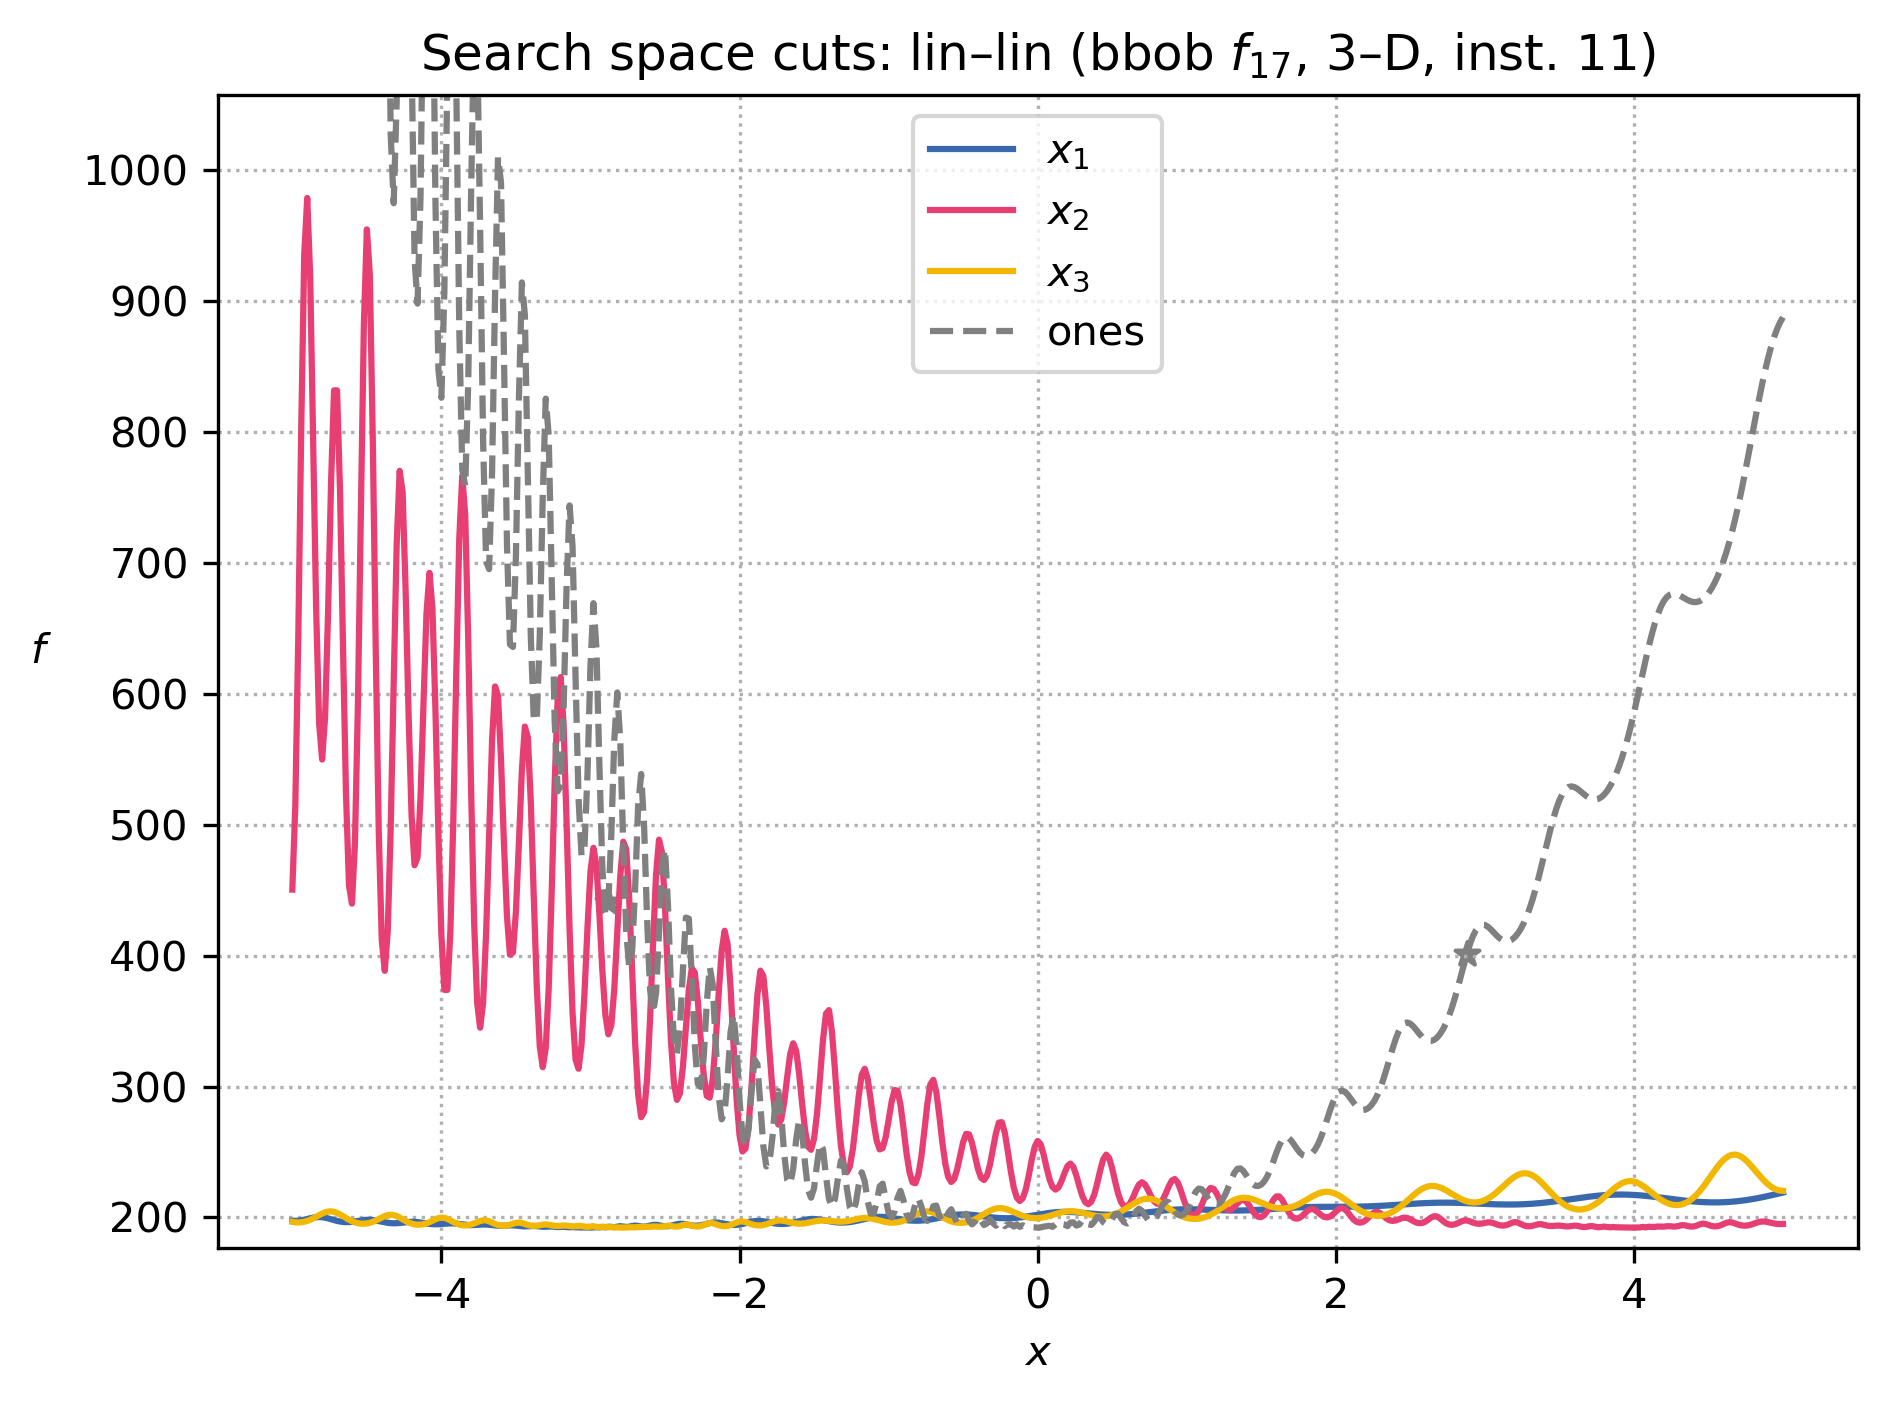 Search space cuts: lin–lin (bbob f₁₇, 3–D, inst. 11)
x₁
x₂
x₃
ones
1000
900
800
700
600
500
400
300
200
f
−4
−2
0
2
4
x